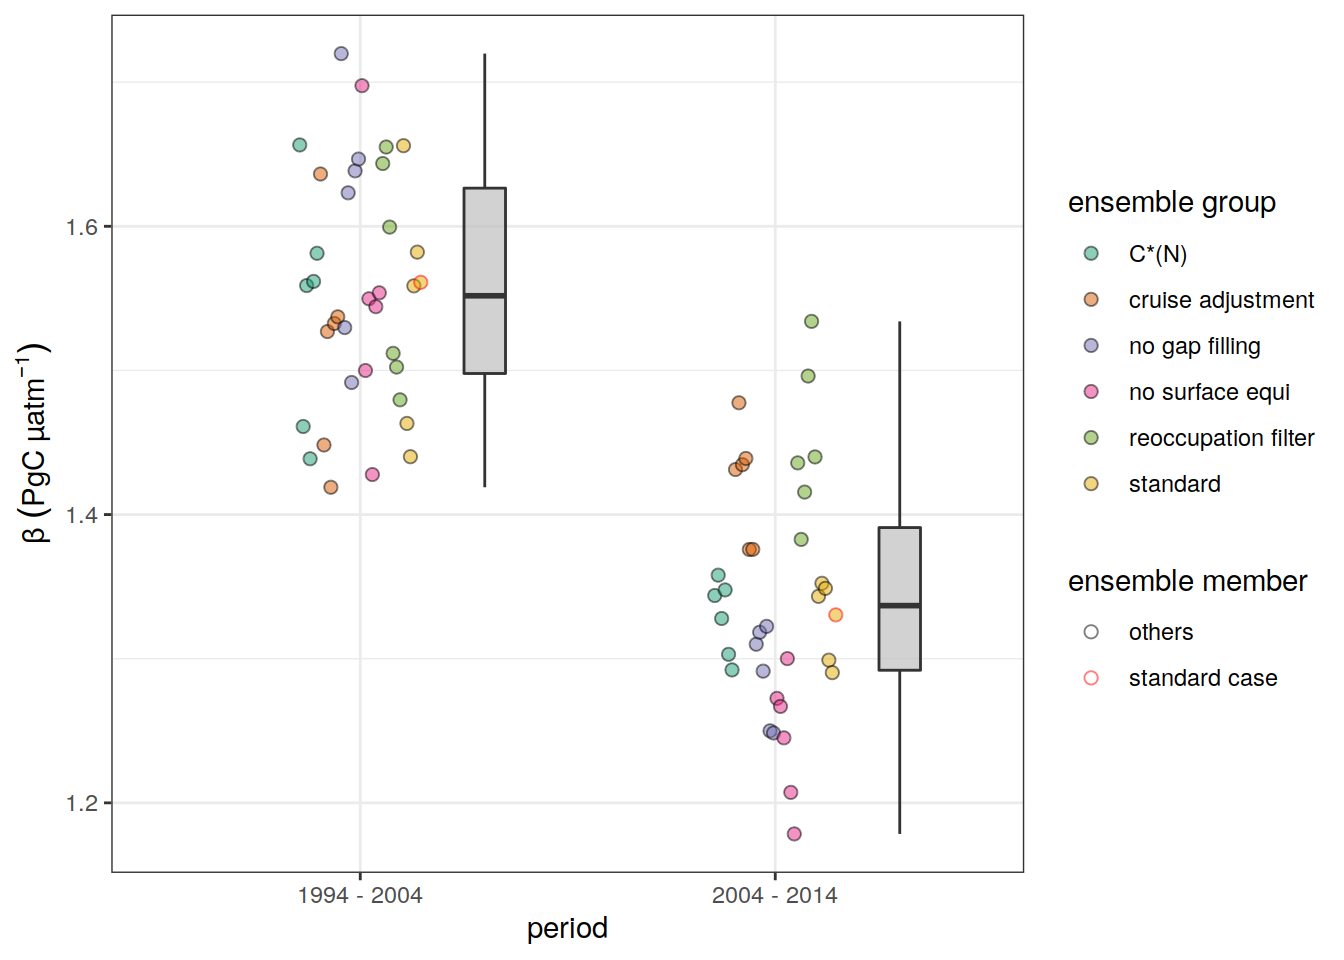 β (PgC µatm⁻¹)
1.6
1.4
1.2
1994 - 2004
2004 - 2014
period
ensemble group
C*(N)
cruise adjustment
no gap filling
no surface equi
reoccupation filter
standard
ensemble member
others
standard case